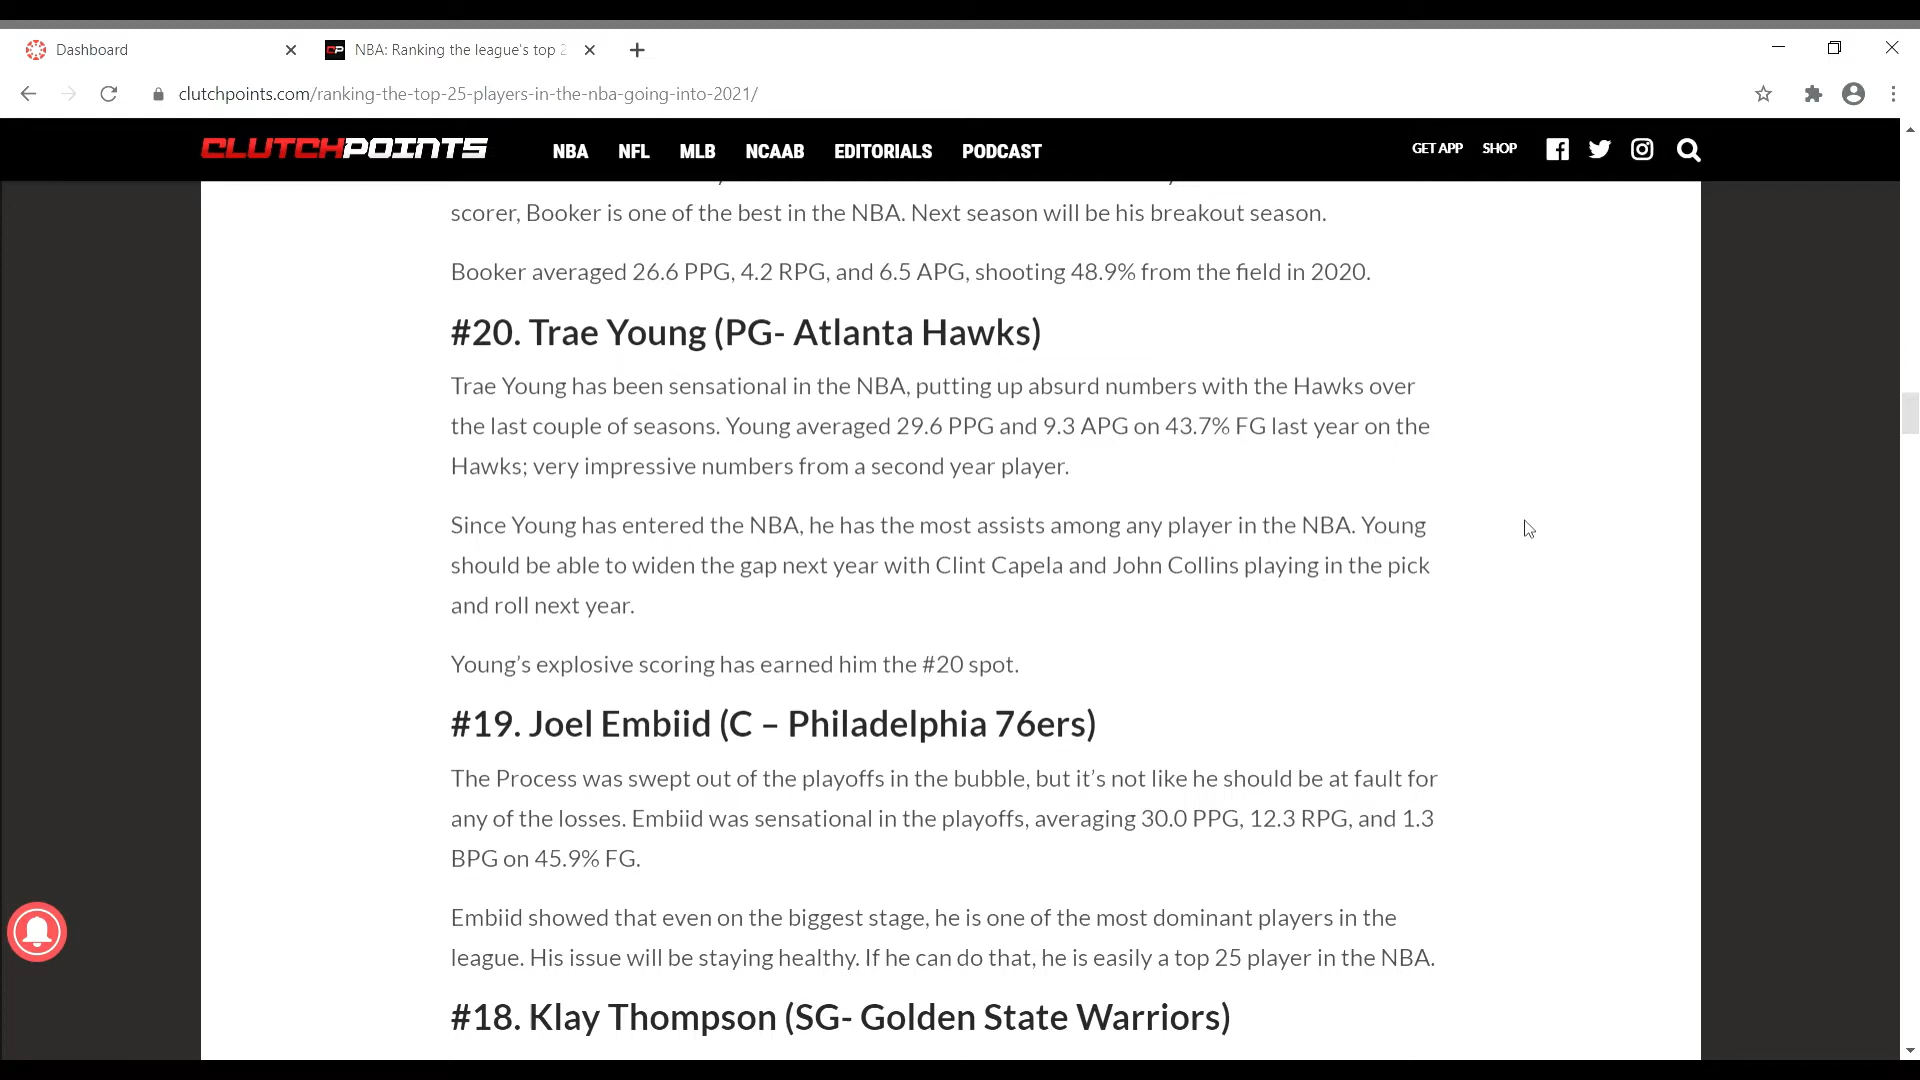 Dashboard
NBA: Ranking the league's top 2
clutchpoints.com/ranking-the-top-25-players-in-the-nba-going-into-2021/
CLUTCHPOINTS NBA NFL MLB NCAAB EDITORIALS PODCAST GET APP SHOP
scorer, Booker is one of the best in the NBA. Next season will be his breakout season.
Booker averaged 26.6 PPG, 4.2 RPG, and 6.5 APG, shooting 48.9% from the field in 2020.
#20. Trae Young (PG- Atlanta Hawks)
Trae Young has been sensational in the NBA, putting up absurd numbers with the Hawks over
the last couple of seasons. Young averaged 29.6 PPG and 9.3 APG on 43.7% FG last year on the
Hawks; very impressive numbers from a second year player.
Since Young has entered the NBA, he has the most assists among any player in the NBA. Young
should be able to widen the gap next year with Clint Capela and John Collins playing in the pick
and roll next year.
Young’s explosive scoring has earned him the #20 spot.
#19. Joel Embiid (C – Philadelphia 76ers)
The Process was swept out of the playoffs in the bubble, but it’s not like he should be at fault for
any of the losses. Embiid was sensational in the playoffs, averaging 30.0 PPG, 12.3 RPG, and 1.3
BPG on 45.9% FG.
Embiid showed that even on the biggest stage, he is one of the most dominant players in the
league. His issue will be staying healthy. If he can do that, he is easily a top 25 player in the NBA.
#18. Klay Thompson (SG- Golden State Warriors)